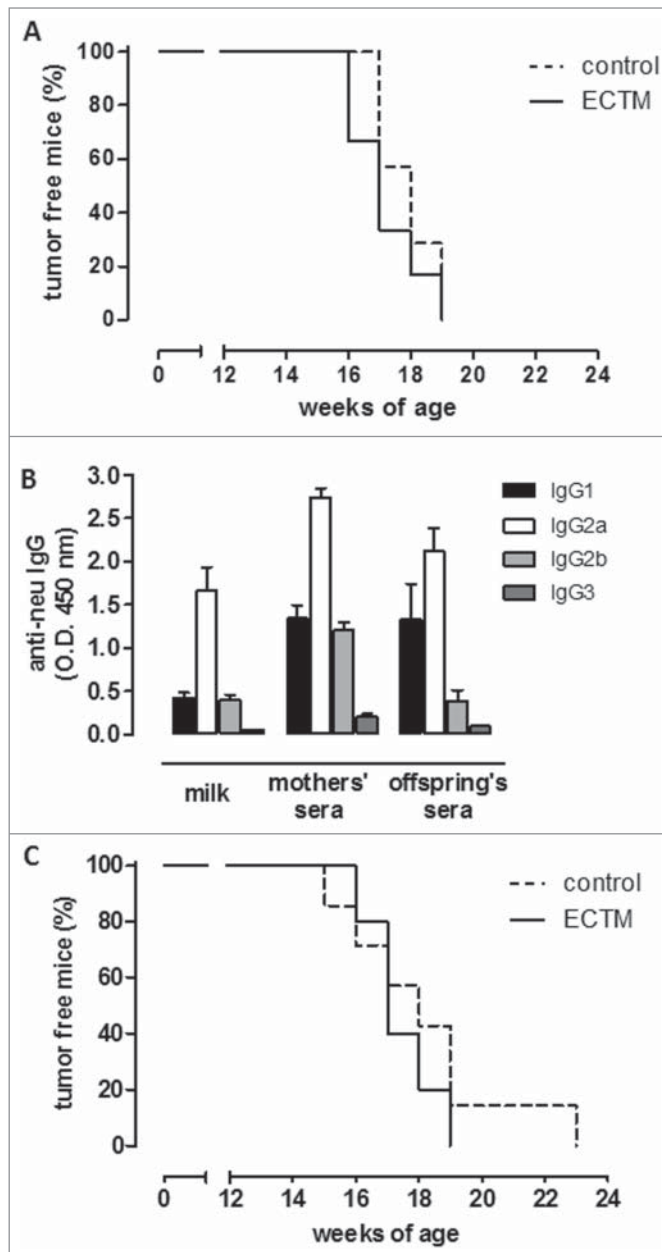 A
tumor free mice (%)
100
80
60
40
20
0
control
ECTM
0 12 14 16 18 20 22 24
weeks of age
B
anti-neu IgG
(O.D. 450 nm)
3.0
2.5
2.0
1.5
1.0
0.5
0.0
IgG1
IgG2a
IgG2b
IgG3
milk mothers' offspring's
sera sera
C
tumor free mice (%)
100
80
60
40
20
0
control
ECTM
0 12 14 16 18 20 22 24
weeks of age